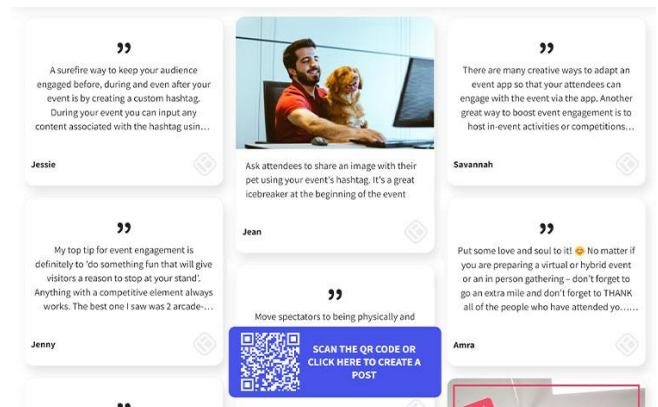 ”
A surefire way to keep your audience
engaged before, during and even after your
event is by creating a custom hashtag.
During your event you can input any
content associated with the hashtag usin...
Jessie
”
My top tip for event engagement is
definitely to 'do something fun that will give
visitors a reason to stop at your stand'.
Anything with a competitive element always
works. The best one I saw was 2 arcade-...
Jenny
”
Ask attendees to share an image with their
pet using your event's hashtag. It's a great
icebreaker at the beginning of the event
Jean
”
Move spectators to being physically and
SCAN THE QR CODE OR
CLICK HERE TO CREATE A
POST
”
There are many creative ways to adapt an
event app so that your attendees can
engage with the event via the app. Another
great way to boost event engagement is to
host in-event activities or competitions...
Savannah
”
Put some love and soul to it! 😊 No matter if
you are preparing a virtual or hybrid event
or an in person gathering – don't forget to
go an extra mile and don't forget to THANK
all of the people who have attended yo......
Amra